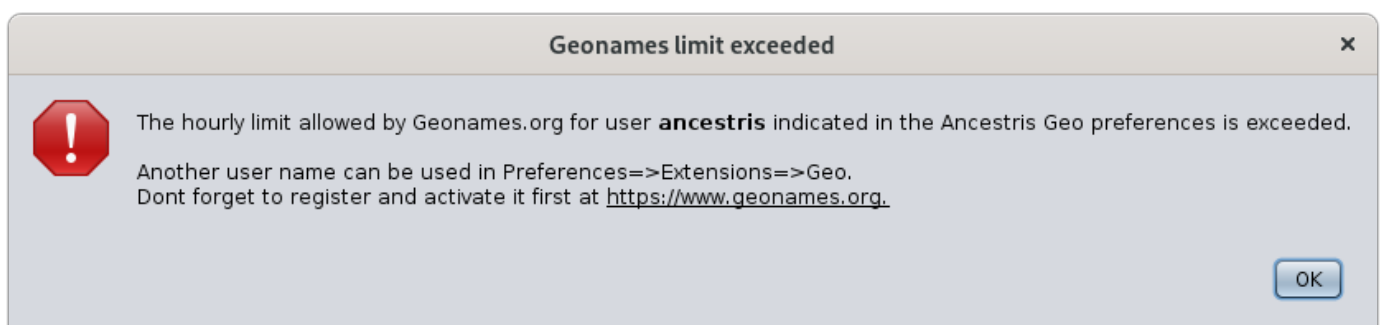 Geonames limit exceeded
The hourly limit allowed by Geonames.org for user ancestris indicated in the Ancestris Geo preferences is exceeded.
Another user name can be used in Preferences=>Extensions=>Geo.
Dont forget to register and activate it first at https://www.geonames.org.
OK